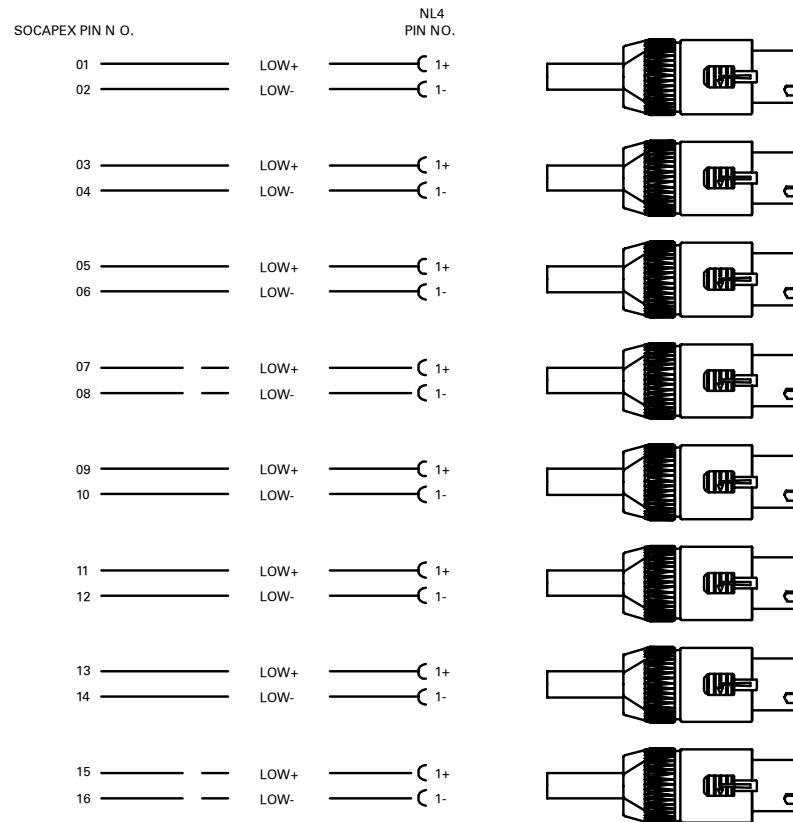 NL4
SOCAPEX PIN N O. PIN NO.
01 LOW+ 1+
02 LOW- 1-
03 LOW+ 1+
04 LOW- 1-
05 LOW+ 1+
06 LOW- 1-
07 LOW+ 1+
08 LOW- 1-
09 LOW+ 1+
10 LOW- 1-
11 LOW+ 1+
12 LOW- 1-
13 LOW+ 1+
14 LOW- 1-
15 LOW+ 1+
16 LOW- 1-